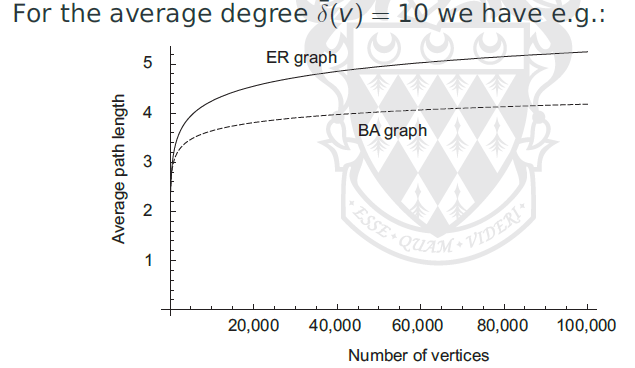 For the average degree δ̄(v) = 10 we have e.g.:
ER graph
BA graph
Average path length
5
4
3
2
1
20,000 40,000 60,000 80,000 100,000
Number of vertices
ESSE • QUAM • VIDERI